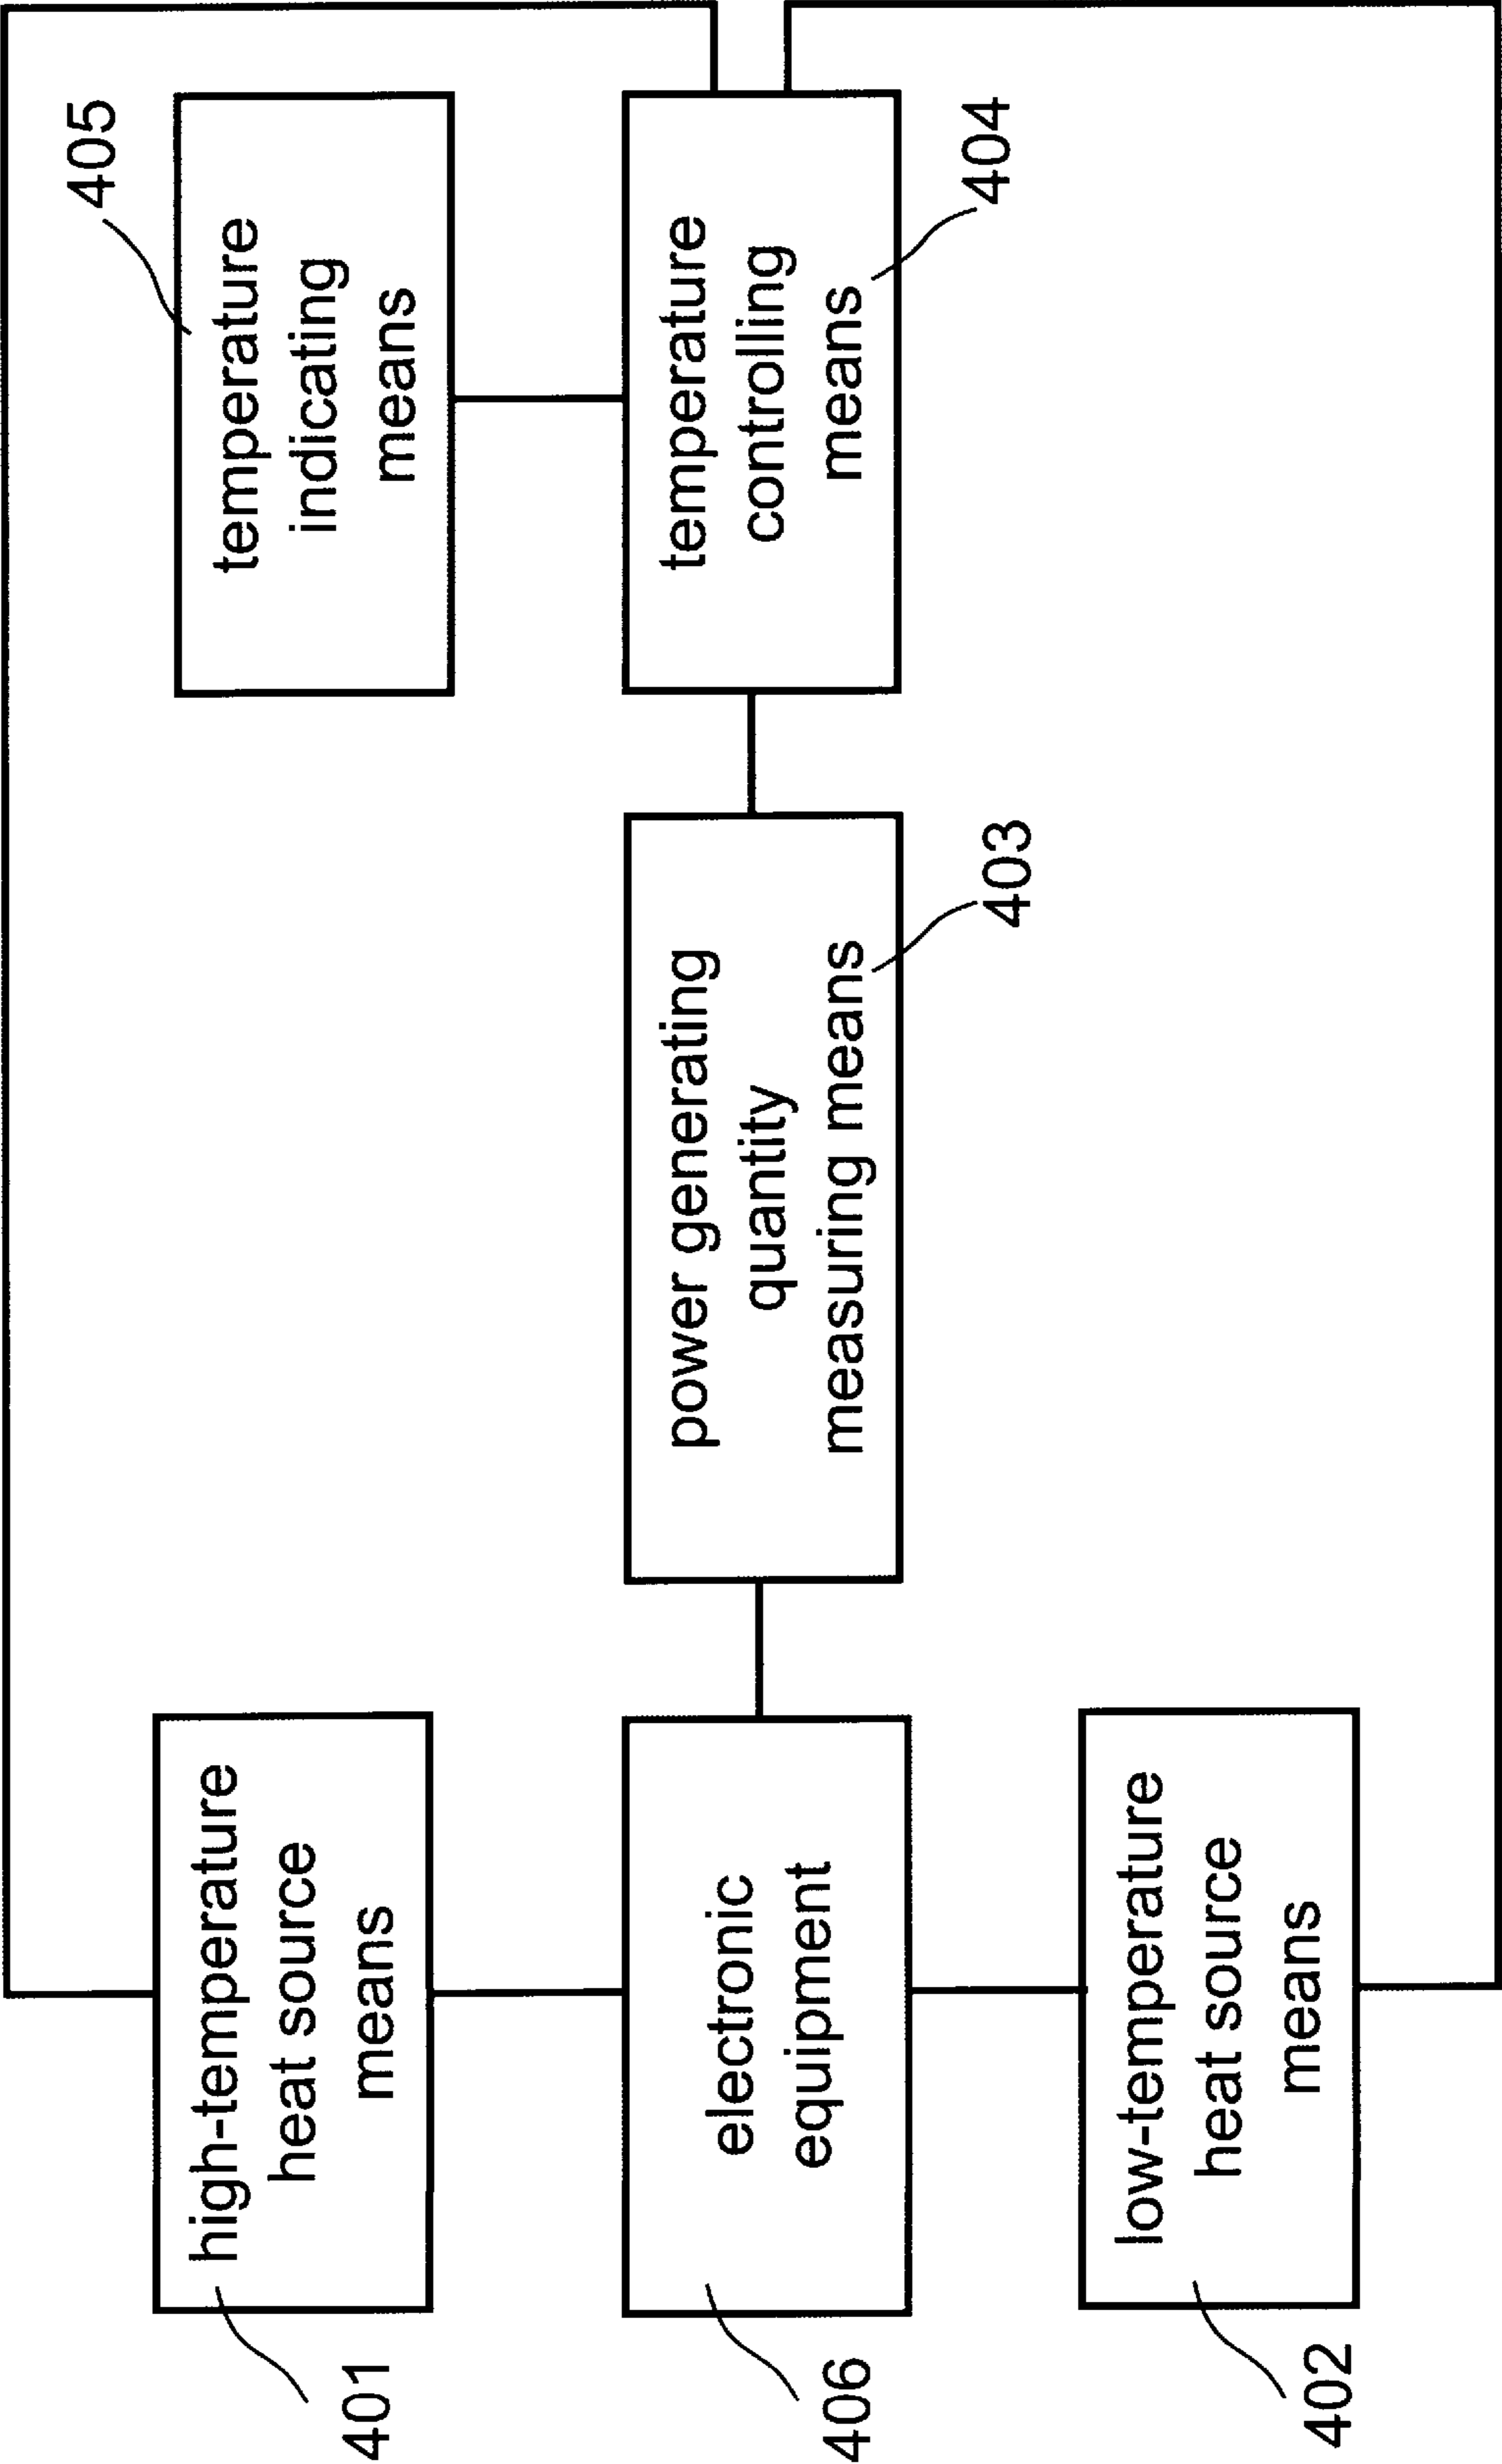 401
high-temperature
heat source
means
temperature
indicating
means
405
406
electronic
equipment
power generating
quantity
measuring means
403
temperature
controlling
means
404
402
low-temperature
heat source
means